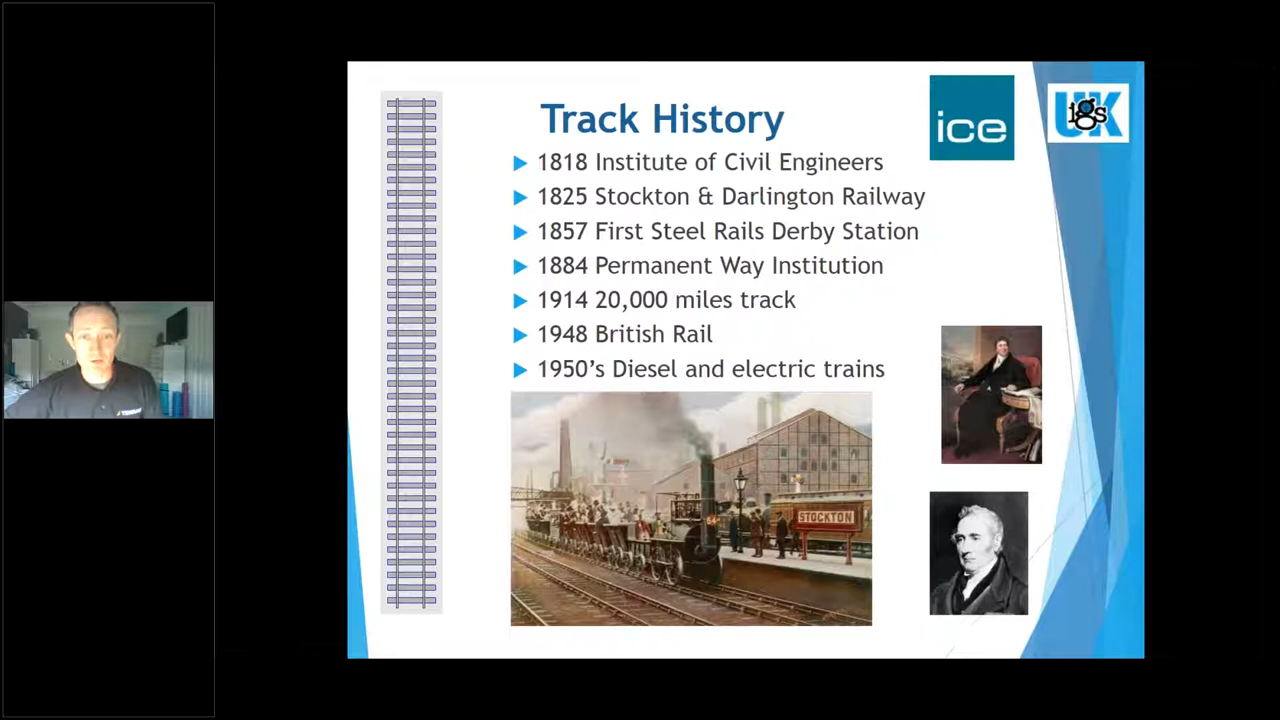 Track History
1818 Institute of Civil Engineers
1825 Stockton & Darlington Railway
1857 First Steel Rails Derby Station
1884 Permanent Way Institution
1914 20,000 miles track
1948 British Rail
1950’s Diesel and electric trains
ice
UK
igs
STOCKTON